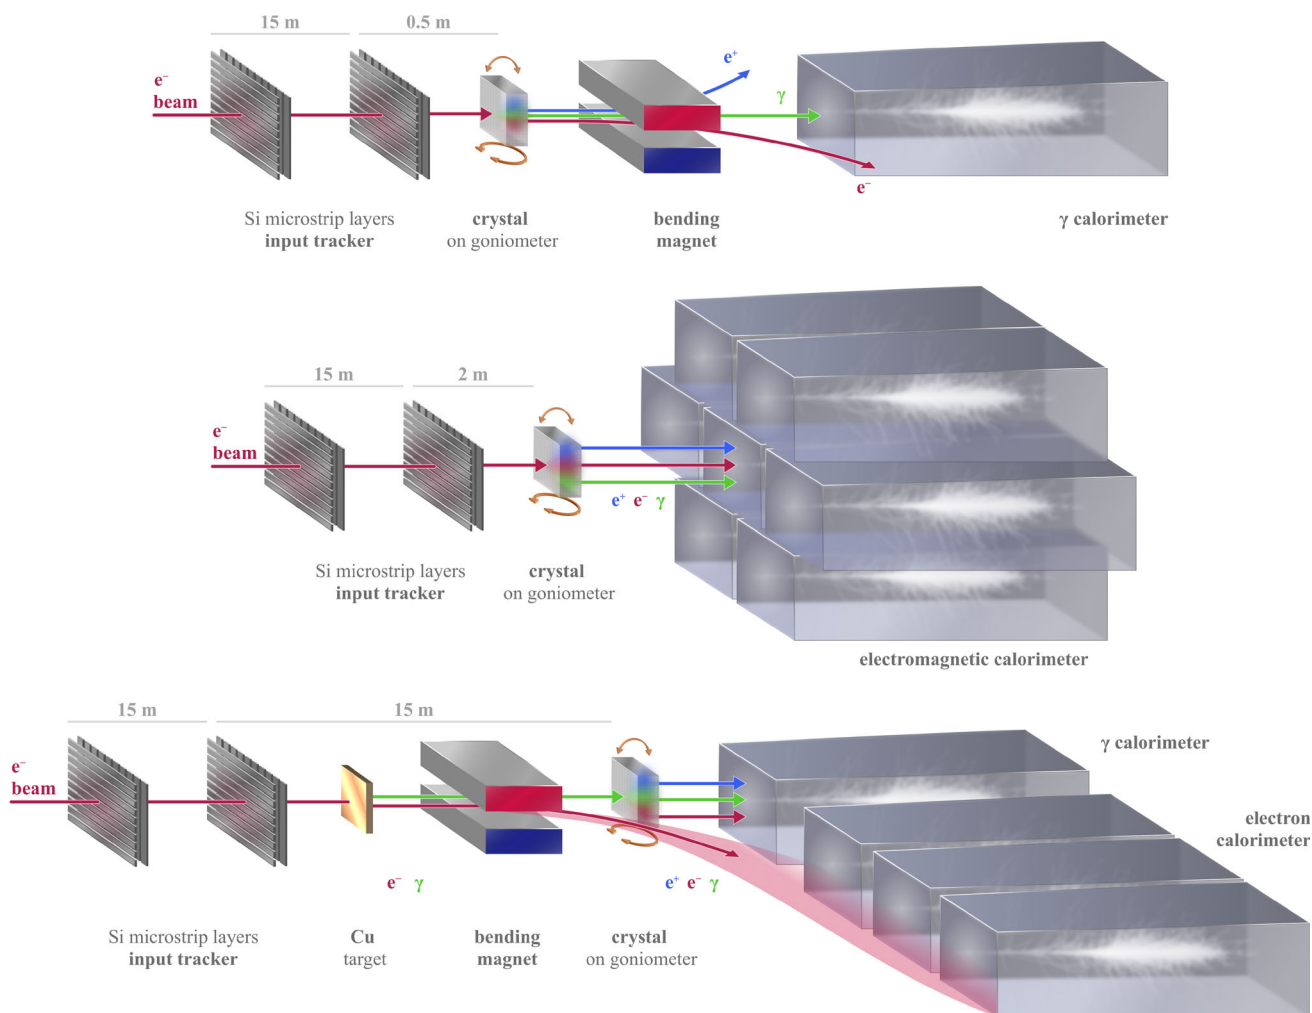 15 m
0.5 m
e⁻
beam
e⁺
γ
e⁻
Si microstrip layers
input tracker
crystal
on goniometer
bending
magnet
γ calorimeter
15 m
2 m
e⁻
beam
e⁺ e⁻ γ
Si microstrip layers
input tracker
crystal
on goniometer
electromagnetic calorimeter
15 m
15 m
γ calorimeter
e⁻
beam
electron
calorimeter
e⁻ γ
e⁺ e⁻ γ
Si microstrip layers
input tracker
Cu
target
bending
magnet
crystal
on goniometer